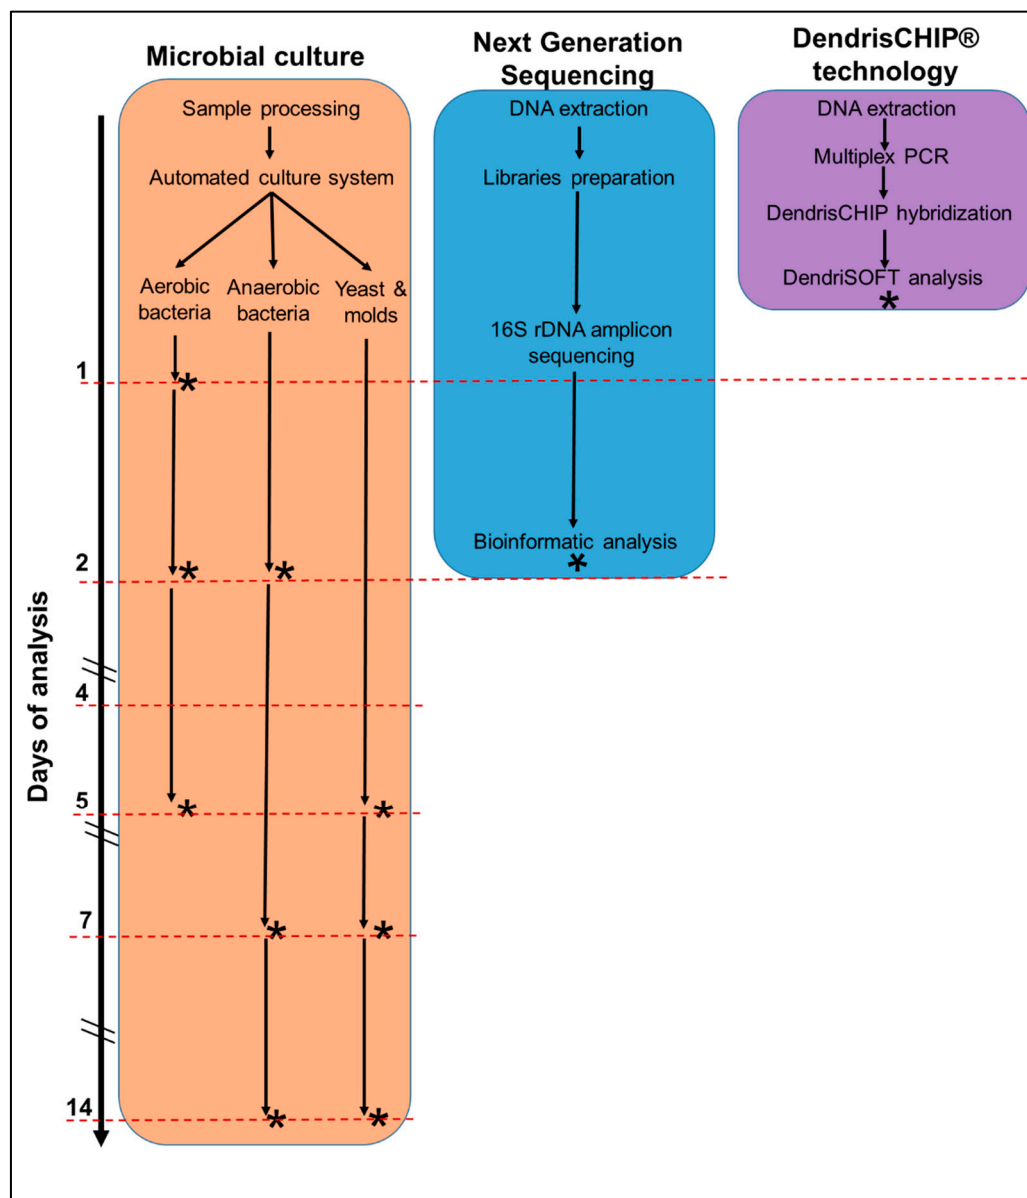 Microbial culture
Next Generation
Sequencing
DendrisCHIP® 
technology
Sample processing
Automated culture system
Aerobic
bacteria
Anaerobic
bacteria
Yeast &
molds
*
*
*
*
*
*
*
*
*
DNA extraction
Libraries preparation
16S rDNA amplicon
sequencing
Bioinformatic analysis
*
DNA extraction
Multiplex PCR
DendrisCHIP hybridization
DendriSOFT analysis
*
Days of analysis
1
2
4
5
7
14